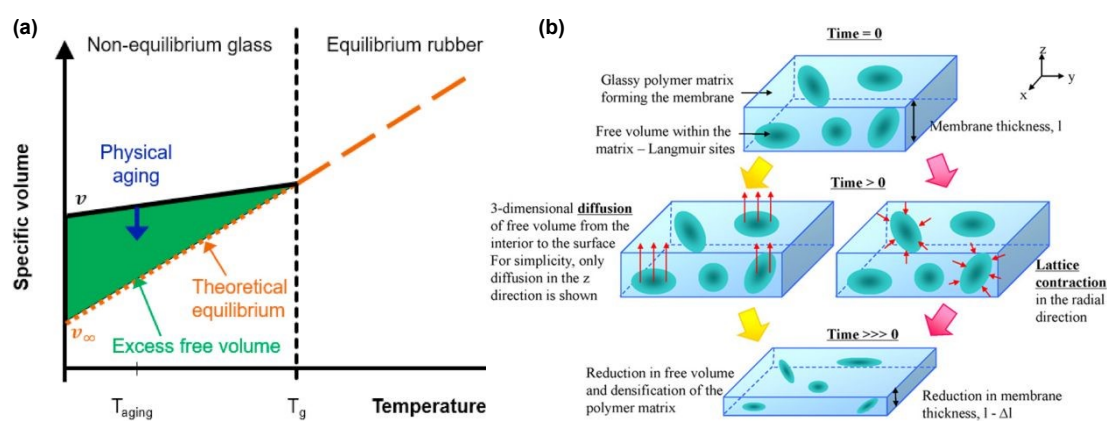 (a)
Non-equilibrium glass
Equilibrium rubber
Specific volume
Physical
aging
v
v∞
Theoretical
equilibrium
Excess free volume
Taging
Tg
Temperature
(b)
Time = 0
Glassy polymer matrix
forming the membrane
Free volume within the
matrix – Langmuir sites
Membrane thickness, l
z
y
x
Time > 0
3-dimensional diffusion
of free volume from the
interior to the surface
For simplicity, only
diffusion in the z
direction is shown
Lattice
contraction
in the radial
direction
Time >>> 0
Reduction in free volume
and densification of the
polymer matrix
Reduction in membrane
thickness, l - Δl